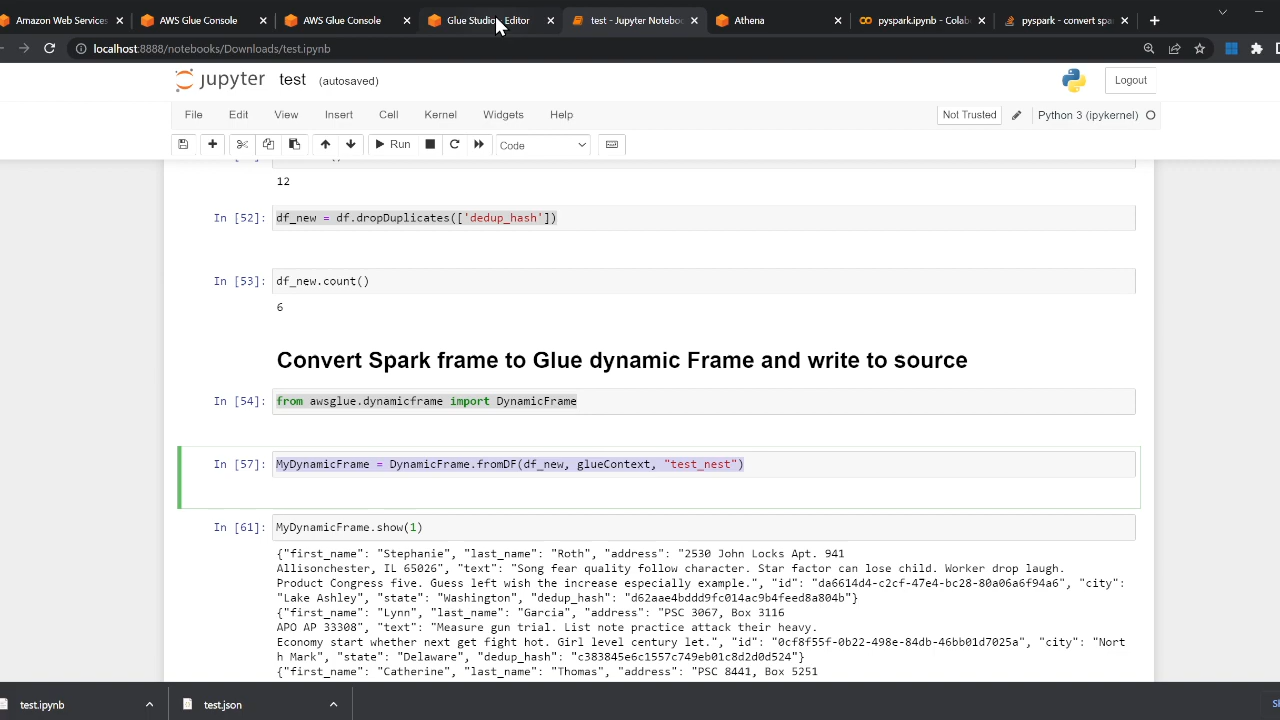 Amazon Web Services
AWS Glue Console
AWS Glue Console
Glue Studio - Editor
test - Jupyter Noteboo
Athena
pyspark.ipynb - Colab
pyspark - convert spa
localhost:8888/notebooks/Downloads/test.ipynb
jupyter test (autosaved)
Logout
File Edit View Insert Cell Kernel Widgets Help
Not Trusted
Python 3 (ipykernel)
Run
Code
12
In [52]: df_new = df.dropDuplicates(['dedup_hash'])
In [53]: df_new.count()
6
Convert Spark frame to Glue dynamic Frame and write to source
In [54]: from awsglue.dynamicframe import DynamicFrame
In [57]: MyDynamicFrame = DynamicFrame.fromDF(df_new, glueContext, "test_nest")
In [61]: MyDynamicFrame.show(1)
{"first_name": "Stephanie", "last_name": "Roth", "address": "2530 John Locks Apt. 941
Allisonchester, IL 65026", "text": "Song fear quality follow character. Star factor can lose child. Worker drop laugh.
Product Congress five. Guess left wish the increase especially example.", "id": "da6614d4-c2cf-47e4-bc28-80a06a6f94a6", "city":
"Lake Ashley", "state": "Washington", "dedup_hash": "d62aae4bddd9fc014ac9b4feed8a804b"}
{"first_name": "Lynn", "last_name": "Garcia", "address": "PSC 3067, Box 3116
APO AP 33308", "text": "Measure gun trial. List note practice attack their heavy.
Economy start whether next get fight hot. Girl level century let.", "id": "0cf8f55f-0b22-498e-84db-46bb01d7025a", "city": "Nort
h Mark", "state": "Delaware", "dedup_hash": "c383845e6c1557c749eb01c8d2d0d524"}
{"first_name": "Catherine", "last_name": "Thomas", "address": "PSC 8441, Box 5251
test.ipynb
test.json